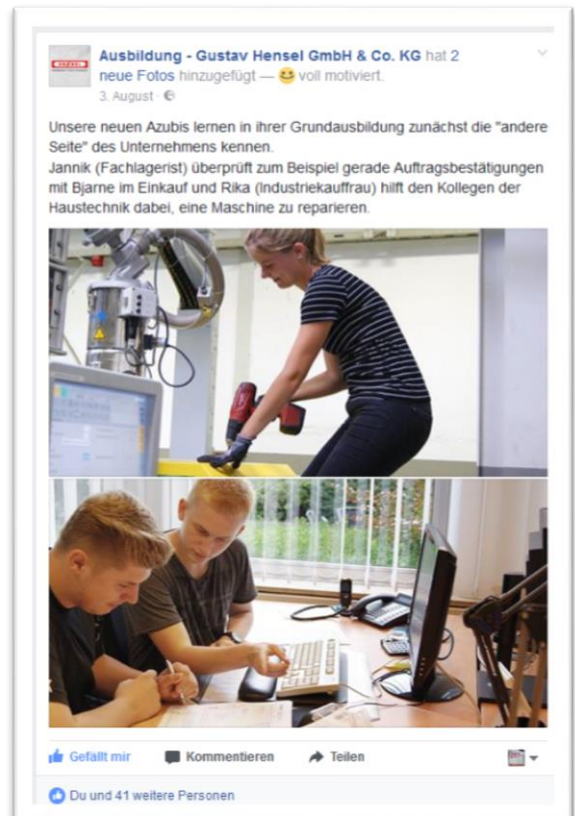 Ausbildung - Gustav Hensel GmbH & Co. KG hat 2
neue Fotos hinzugefügt — voll motiviert.
3. August ·
Unsere neuen Azubis lernen in ihrer Grundausbildung zunächst die "andere
Seite" des Unternehmens kennen.
Jannik (Fachlagerist) überprüft zum Beispiel gerade Auftragsbestätigungen
mit Bjarne im Einkauf und Rika (Industriekauffrau) hilft den Kollegen der
Haustechnik dabei, eine Maschine zu reparieren.
Gefällt mir
Kommentieren
Teilen
Du und 41 weitere Personen